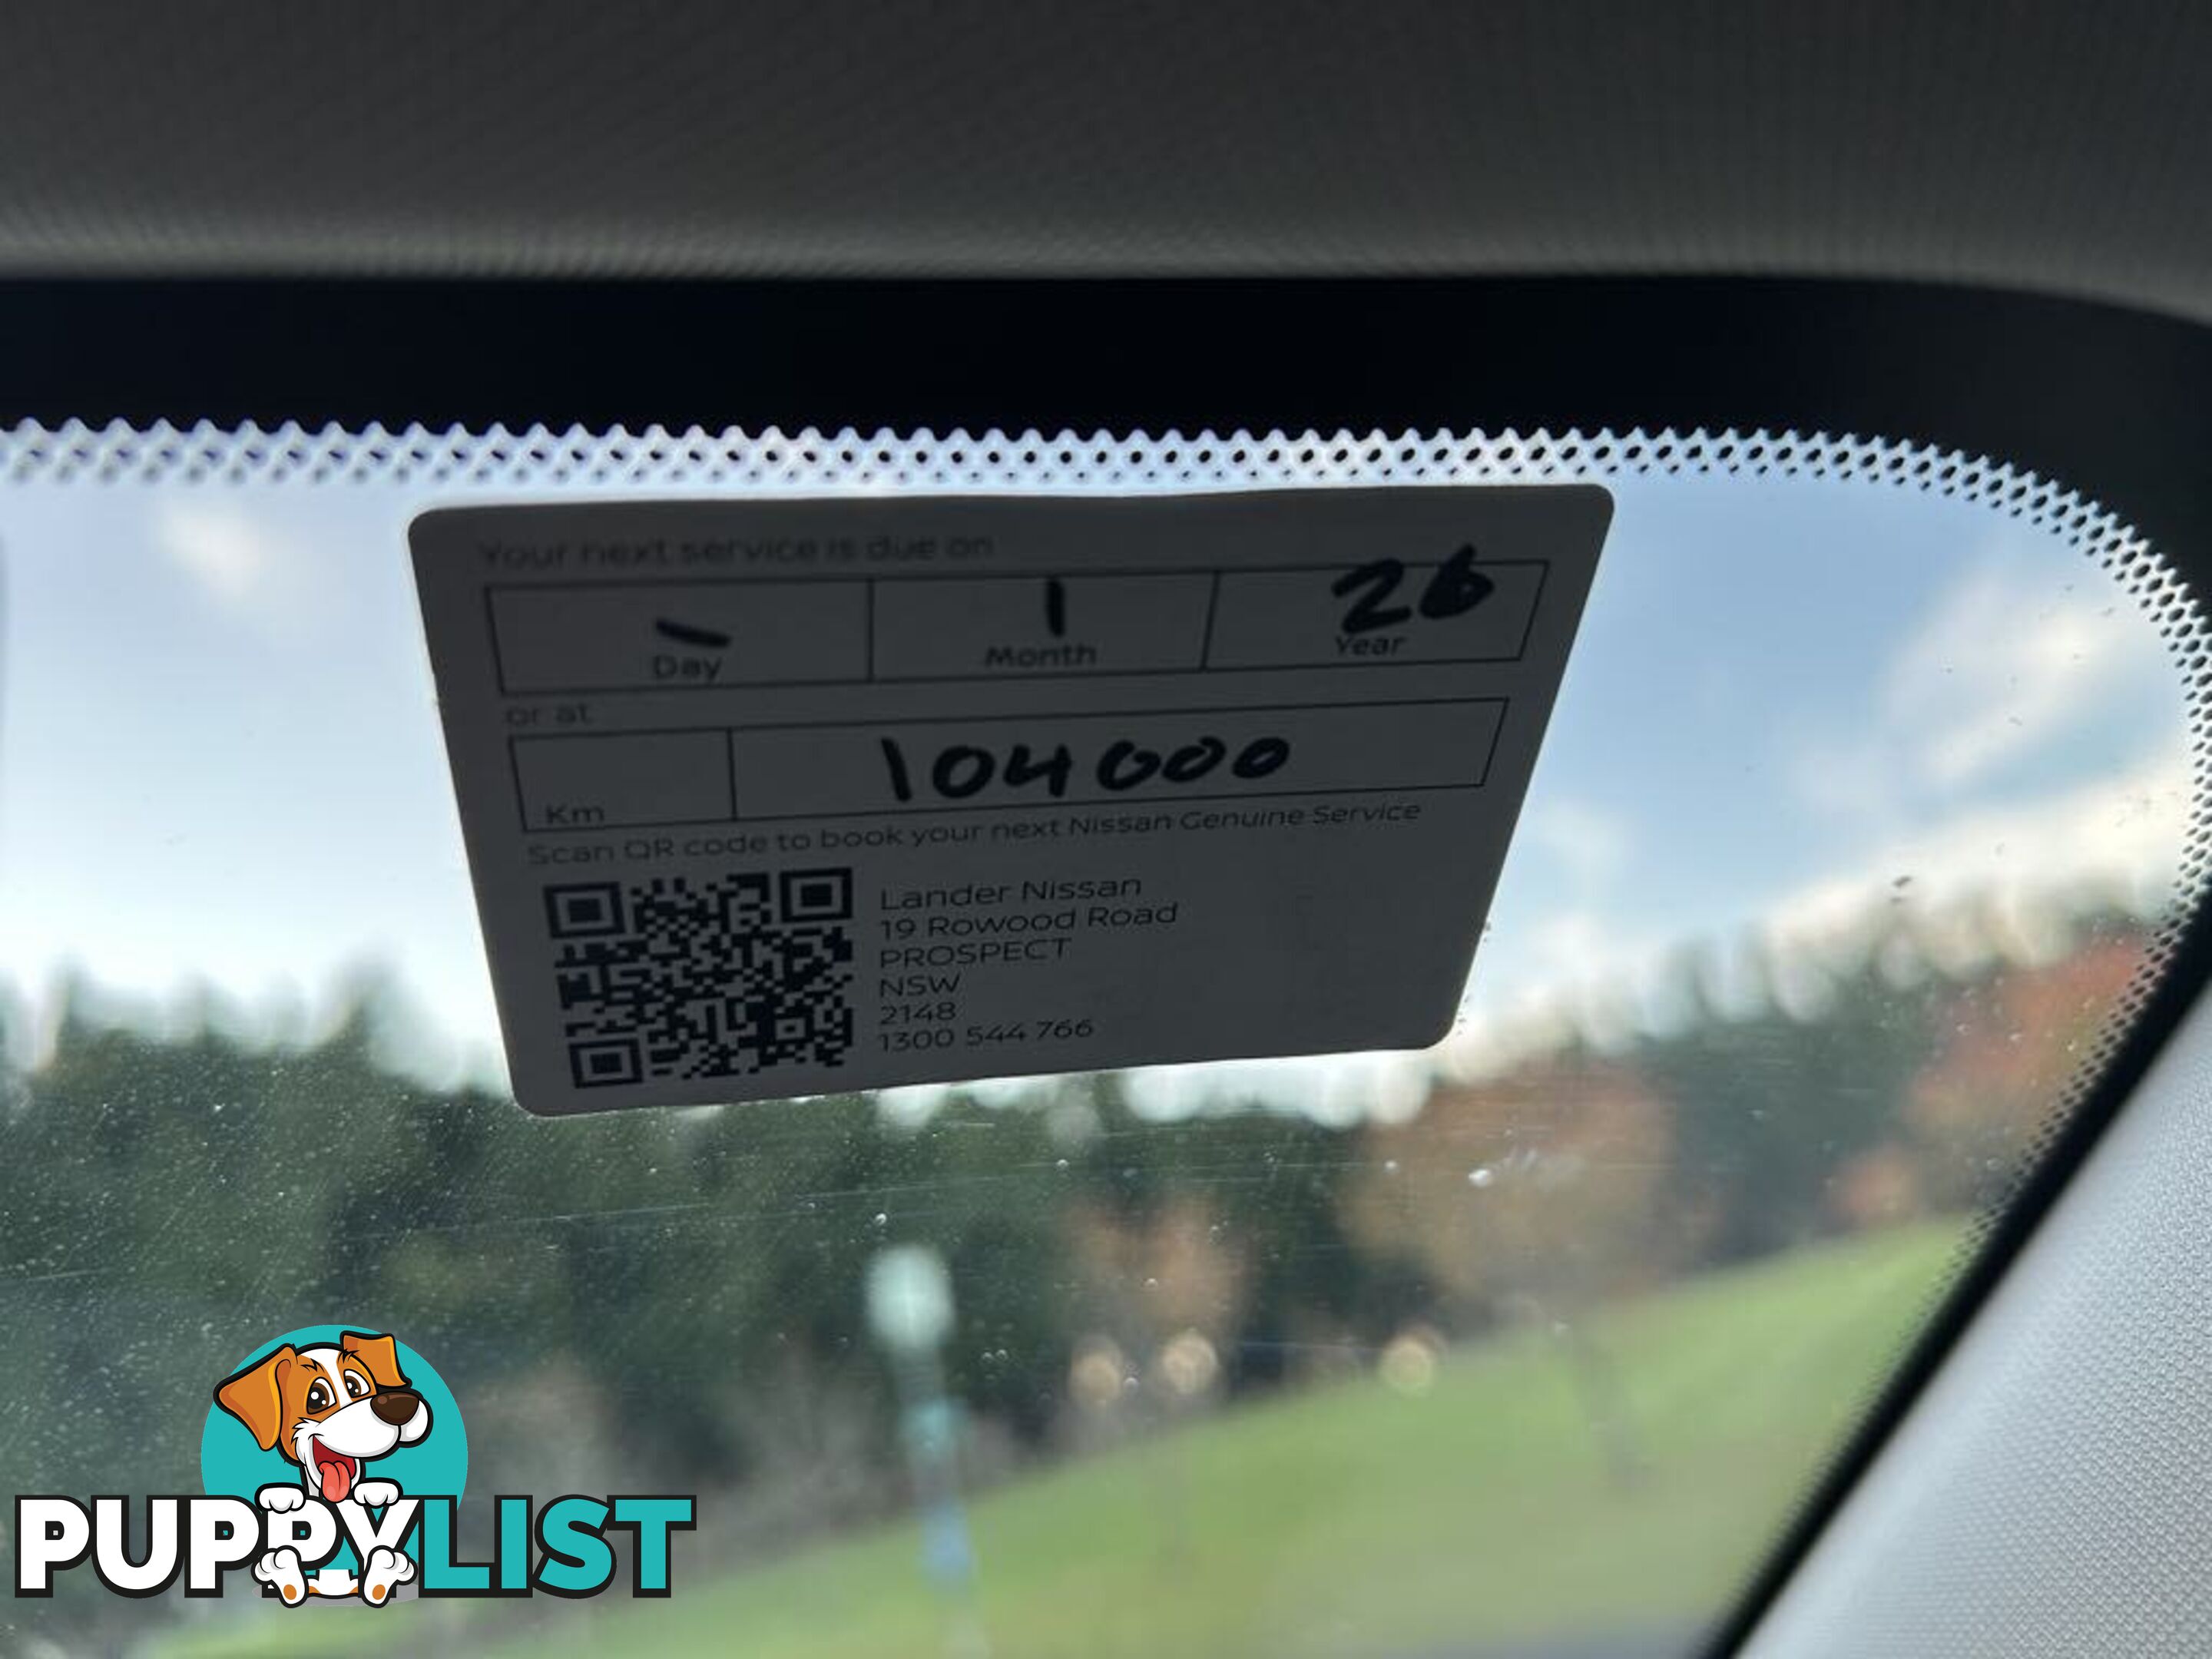 Your next service is due on
- 1 26
Day Month Year
or at
Km 104000
Scan QR code to book your next Nissan Genuine Service
Lander Nissan
19 Rowood Road
PROSPECT
NSW
2148
1300 544 766
PUPPYLIST